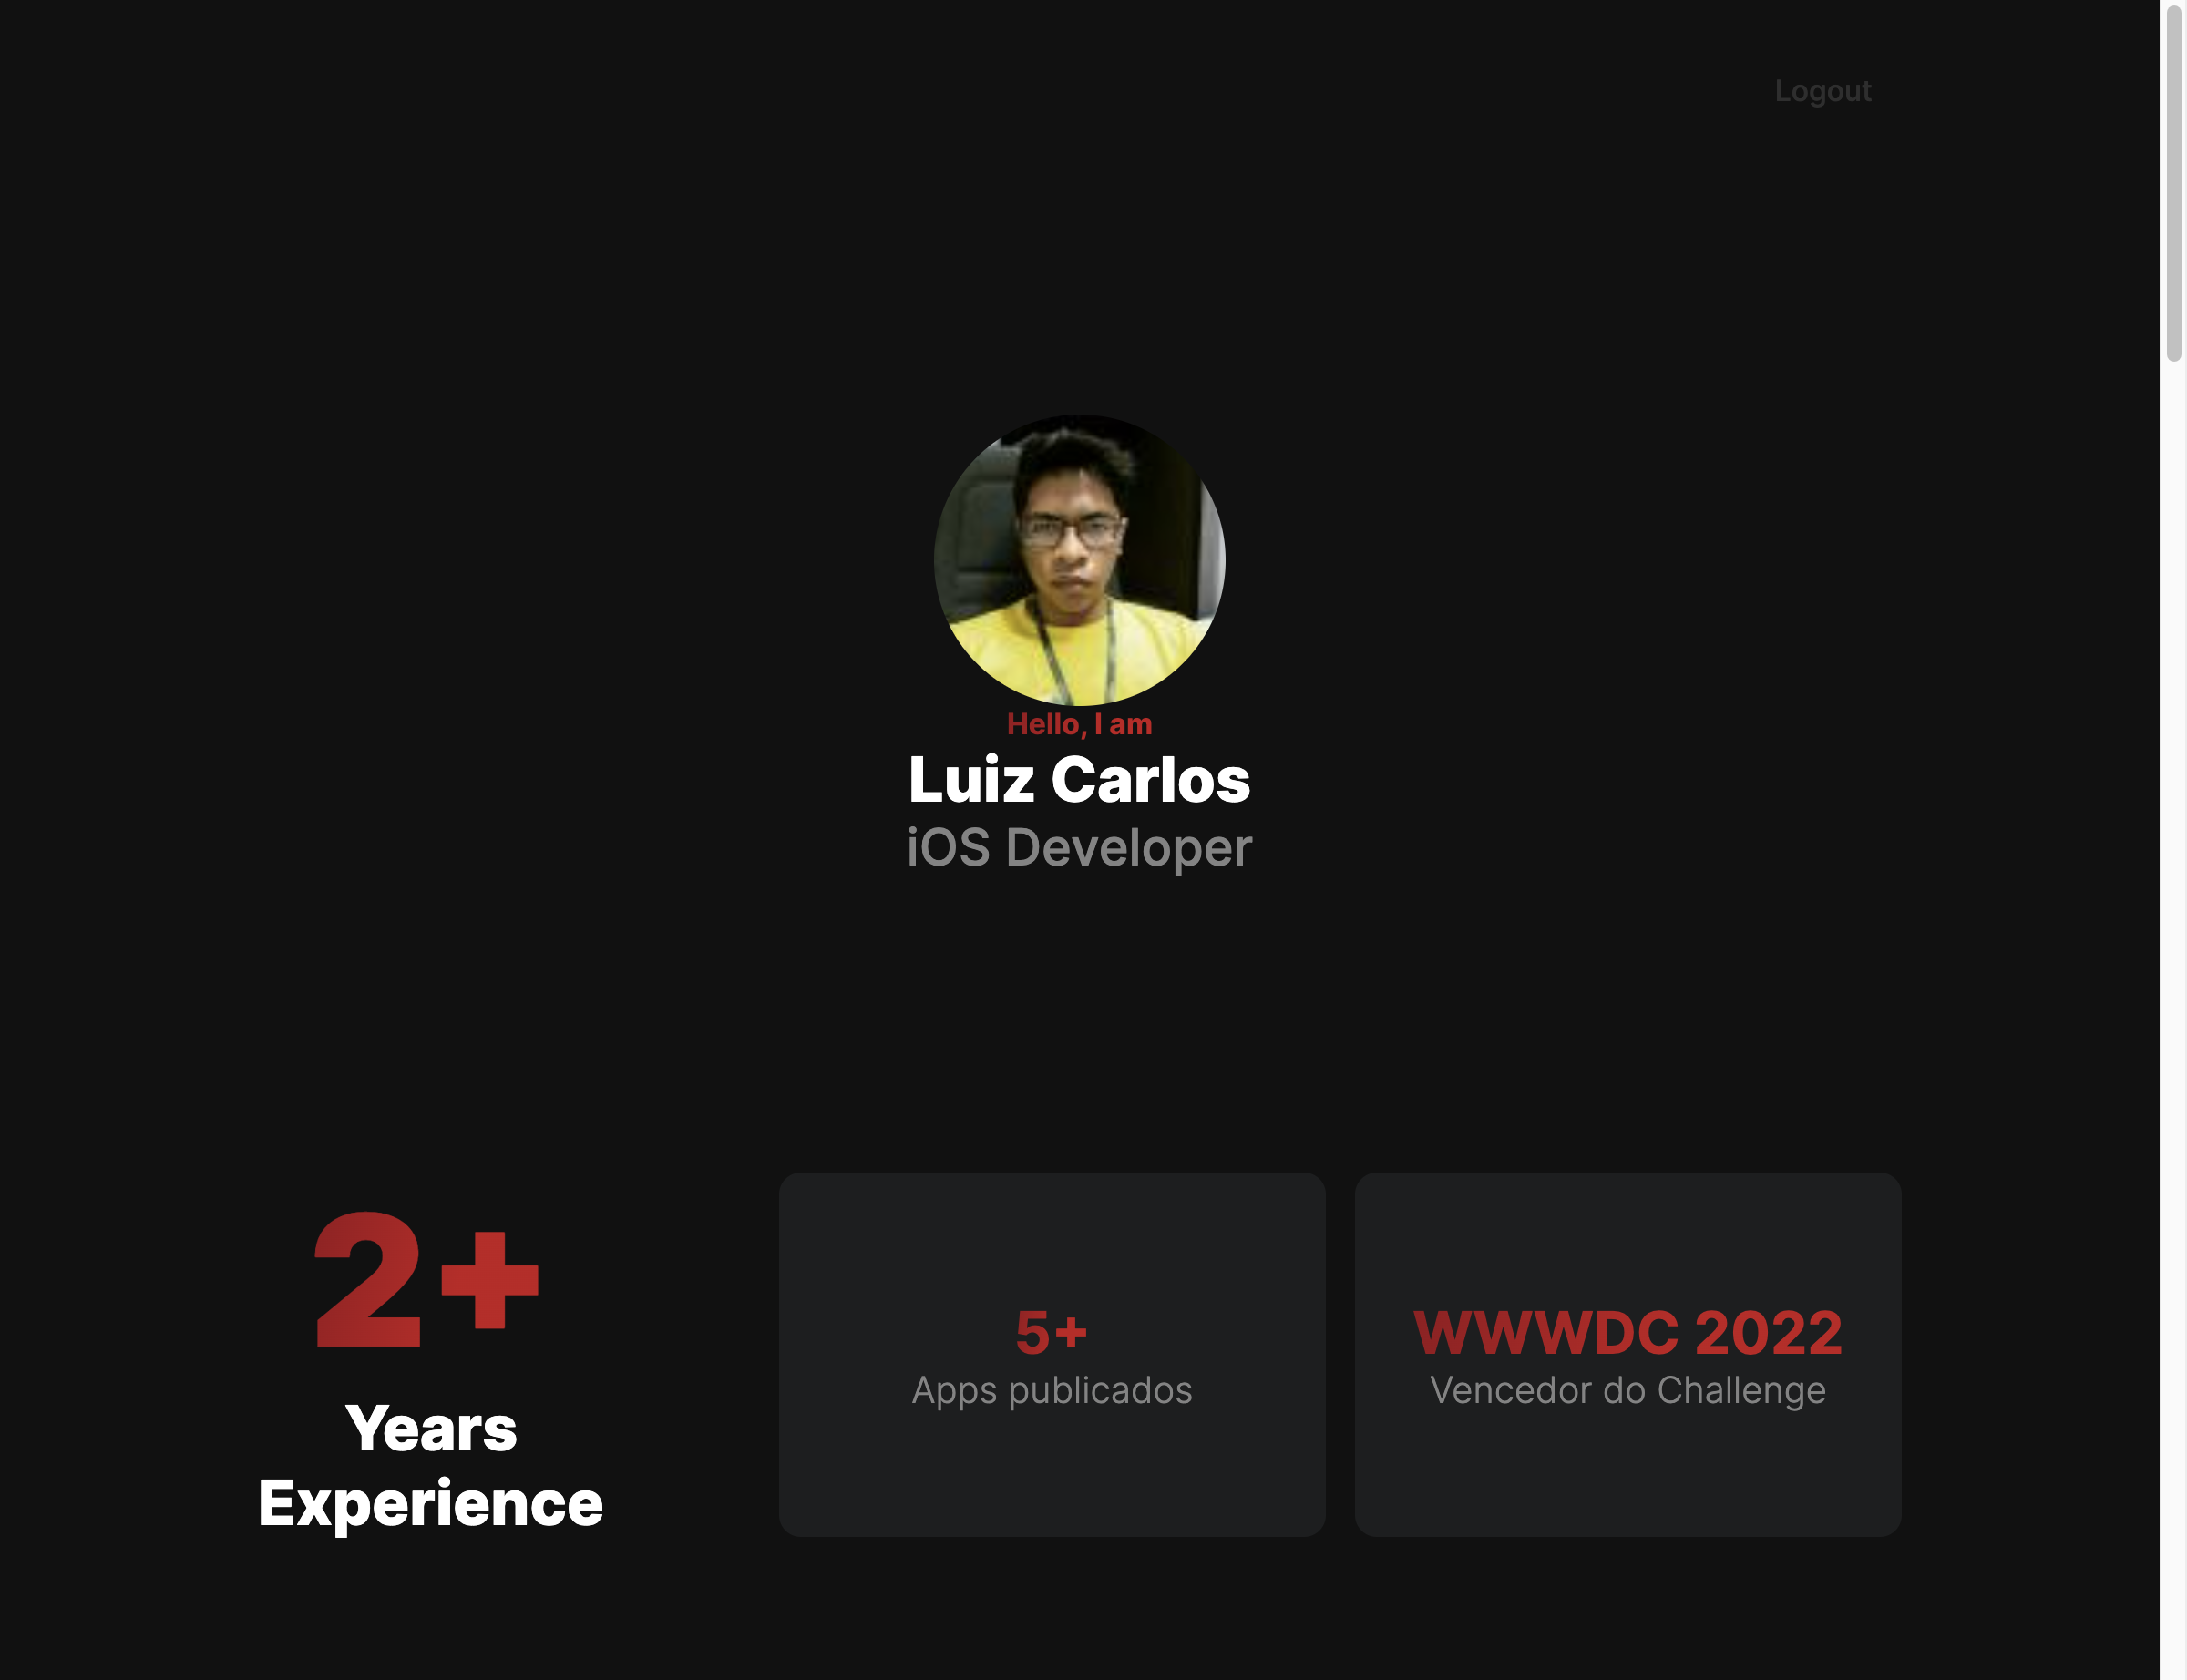 Logout
Hello, I am
Luiz Carlos
iOS Developer
2+
Years
Experience
5+
Apps publicados
WWWDC 2022
Vencedor do Challenge